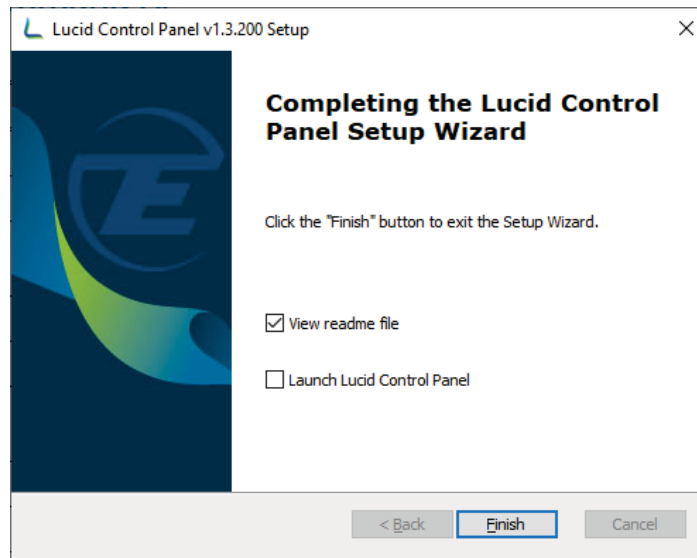 Lucid Control Panel v1.3.200 Setup
Completing the Lucid Control
Panel Setup Wizard
Click the "Finish" button to exit the Setup Wizard.
View readme file
Launch Lucid Control Panel
< Back
Finish
Cancel